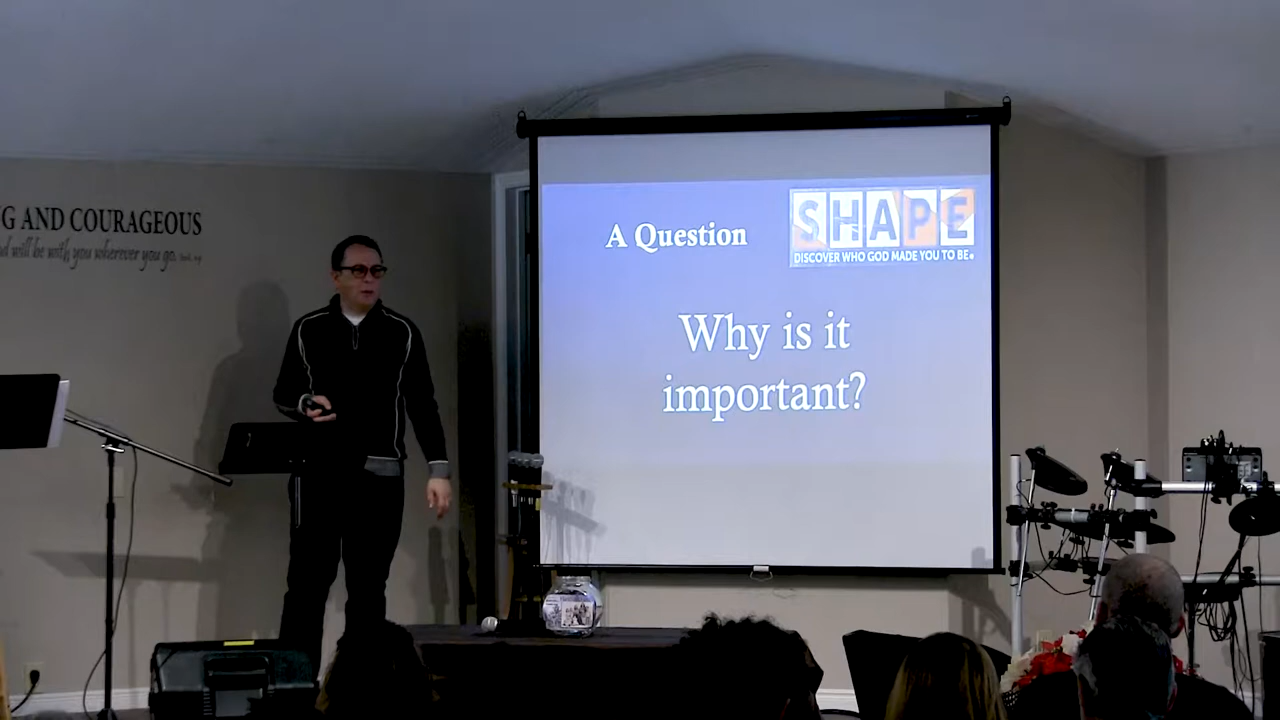 G AND COURAGEOUS
d will be with you wherever you go.
A Question
SHAPE
DISCOVER WHO GOD MADE YOU TO BE.
Why is it
important?